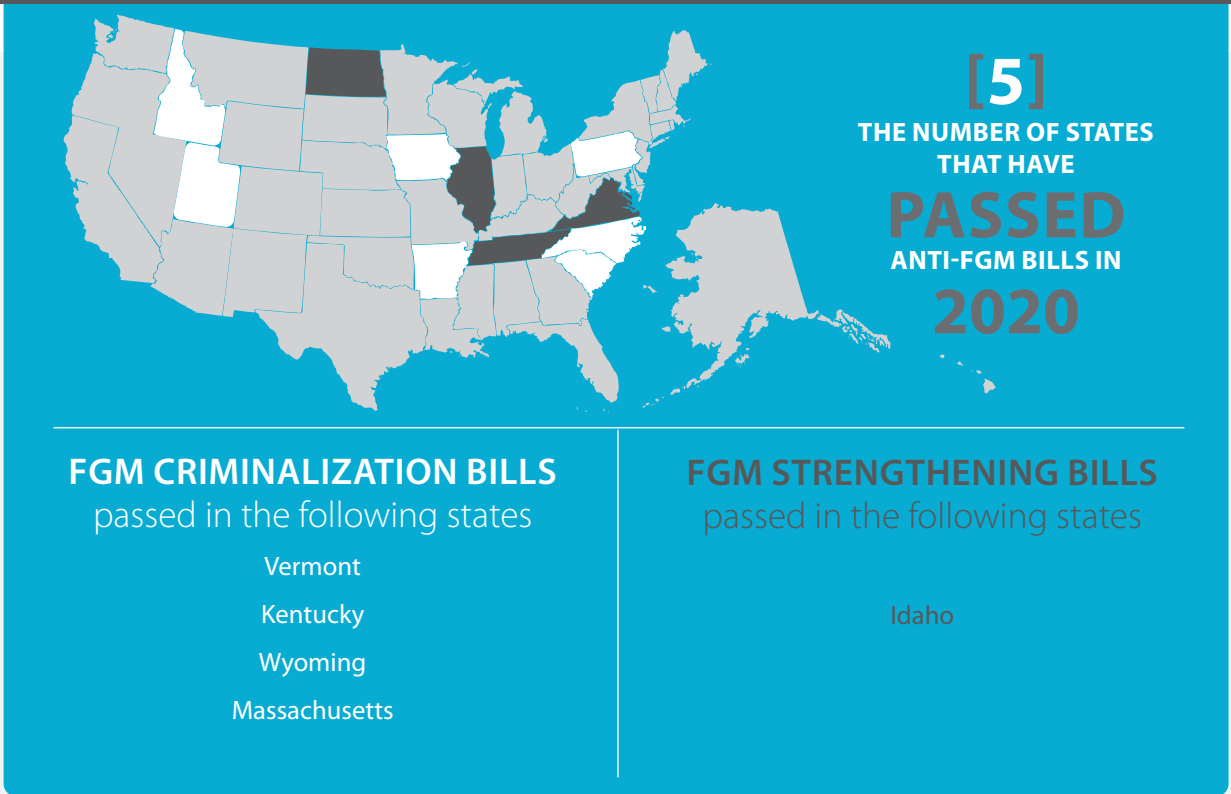 [5]
THE NUMBER OF STATES
THAT HAVE
PASSED
ANTI-FGM BILLS IN
2020
FGM CRIMINALIZATION BILLS
passed in the following states
Vermont
Kentucky
Wyoming
Massachusetts
FGM STRENGTHENING BILLS
passed in the following states
Idaho